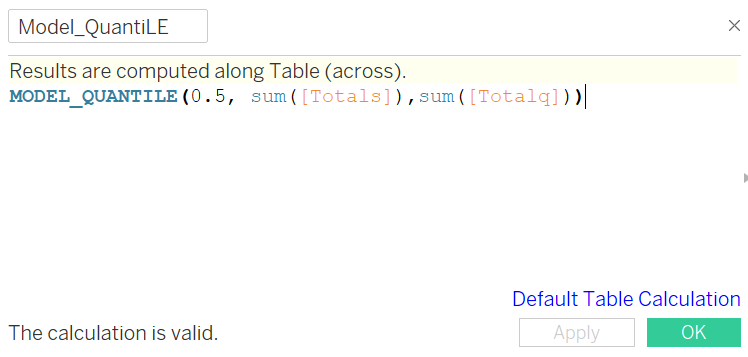 Model_QuantiLE
Results are computed along Table (across).
MODEL_QUANTILE(0.5, sum([Totals]),sum([Totalq]))
Default Table Calculation
The calculation is valid.
Apply
OK